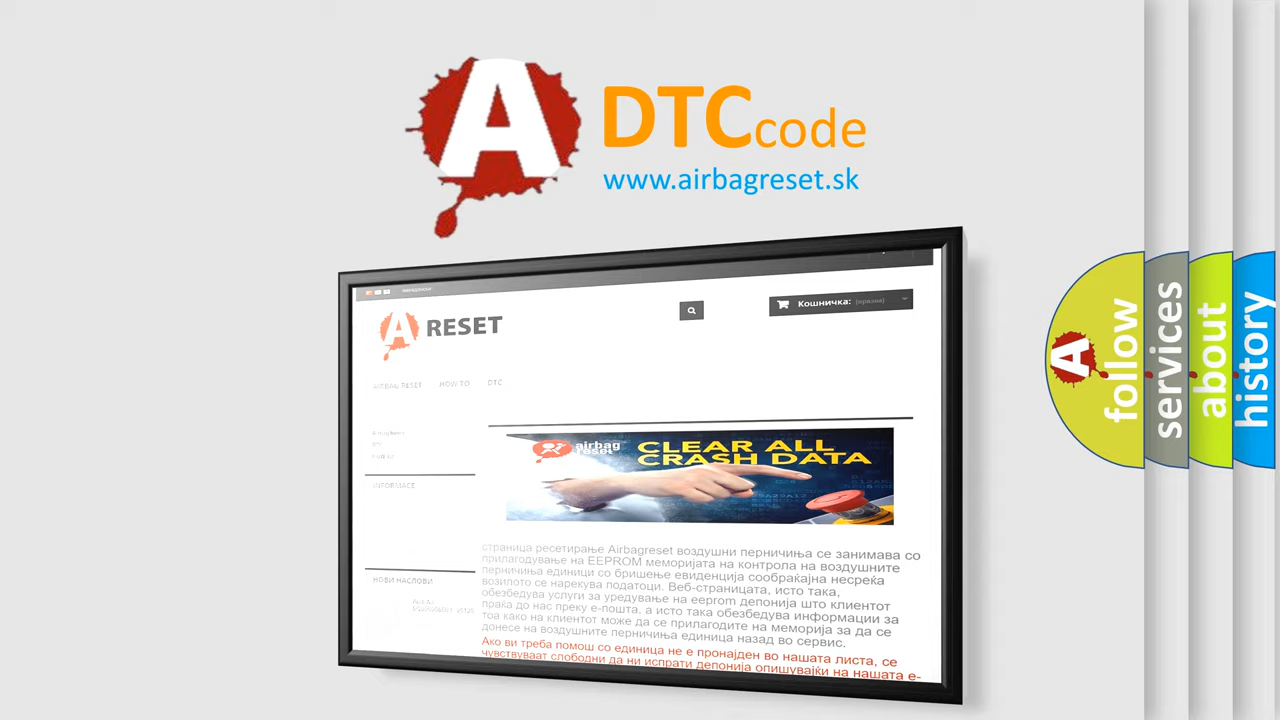 A
DTCcode
www.airbagreset.sk
Кошничка: (празна)
A RESET
AIRBAG RESET HOW TO DTC
INFORMACE
НОВИ НАСЛОВИ
airbag
reset
CLEAR ALL
CRASH DATA
страница ресетирање Airbagreset воздушни перничиња се занимава со
прилагодување на EEPROM меморијата на контрола на воздушните
перничиња единици со бришење евиденција сообраќајна несреќа
возилото се нарекува податоци. Веб-страницата, исто така,
обезбедува услуги за уредување на eeprom депонија што клиентот
праќа до нас преку е-пошта, а исто така обезбедува информации за
тоа како на клиентот може да се прилагодите на меморија за да се
донесе на воздушните перничиња единица назад во сервис.
Ако ви треба помош со единица не е пронајден во нашата листа, се
чувствуваат слободни да ни испрати депонија опишувајќи на нашата е-
A
follow
services
about
history